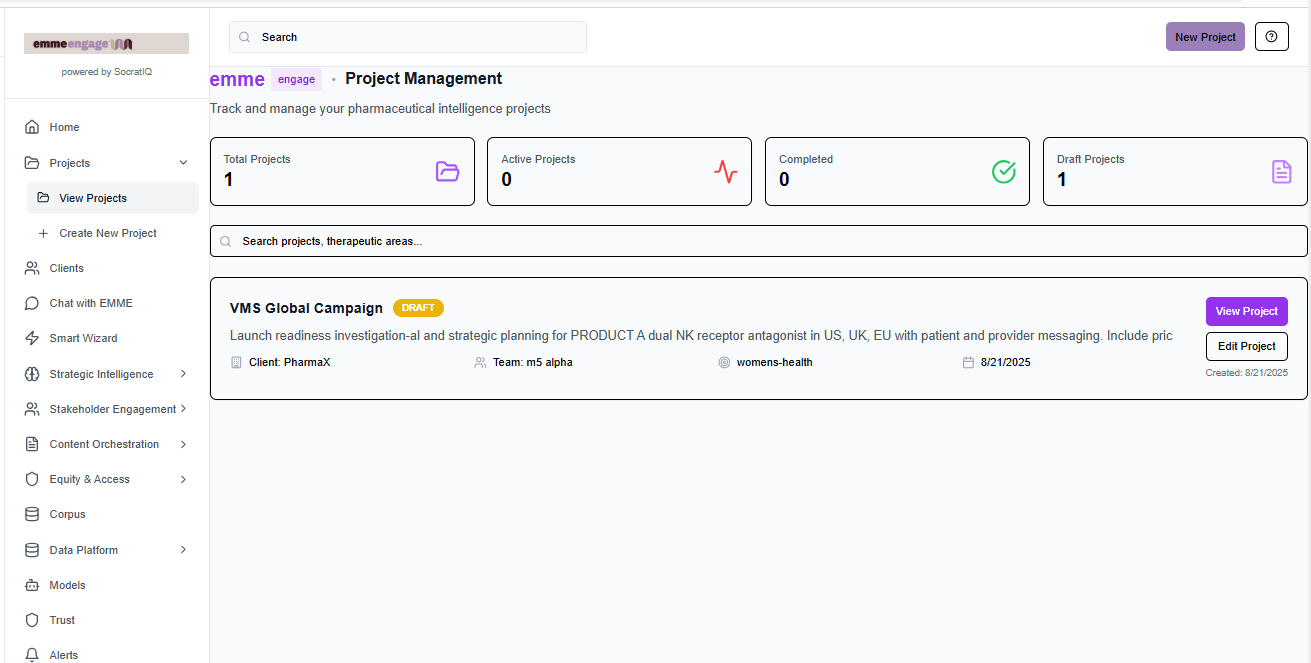 emmeengage
powered by SocratIQ
Home
Projects
View Projects
Create New Project
Clients
Chat with EMME
Smart Wizard
Strategic Intelligence
Stakeholder Engagement
Content Orchestration
Equity & Access
Corpus
Data Platform
Models
Trust
Alerts
Search
New Project
emme engage • Project Management
Track and manage your pharmaceutical intelligence projects
Total Projects
1
Active Projects
0
Completed
0
Draft Projects
1
Search projects, therapeutic areas...
VMS Global Campaign DRAFT
Launch readiness investigation-al and strategic planning for PRODUCT A dual NK receptor antagonist in US, UK, EU with patient and provider messaging. Include pric
Client: PharmaX Team: m5 alpha womens-health 8/21/2025
View Project
Edit Project
Created: 8/21/2025